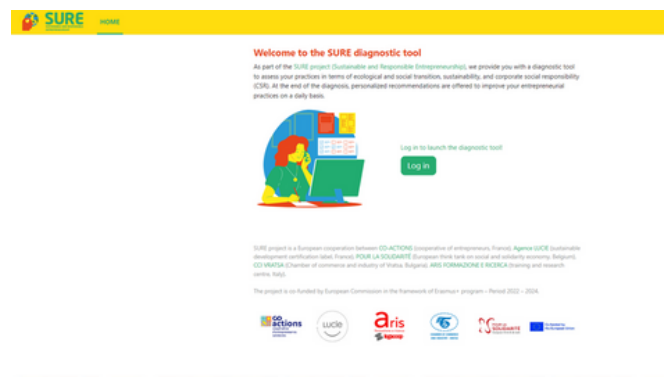 SURE
HOME
Welcome to the SURE diagnostic tool
As part of the SURE project (Sustainable and Responsible Entrepreneurship), we provide you with a diagnostic tool
to assess your practices in terms of ecological and social transition, sustainability, and corporate social responsibility
(CSR). At the end of the diagnosis, personalized recommendations are offered to improve your entrepreneurial
practices on a daily basis.
Log in to launch the diagnostic tool!
Log in
SURE project is a European cooperation between CO-ACTIONS (cooperative of entrepreneurs, France), Agence LUCIE (sustainable
development certification label, France), POUR LA SOLIDARITÉ (European think tank on social and solidarity economy, Belgium),
CCI VRATSA (Chamber of commerce and industry of Vratsa, Bulgaria), ARIS FORMAZIONE E RICERCA (training and research
centre, Italy).
The project is co-funded by European Commission in the framework of Erasmus+ program – Period 2022 – 2024.
CO
actions
lucie
aris
legacoop
POUR LA
SOLIDARITÉ